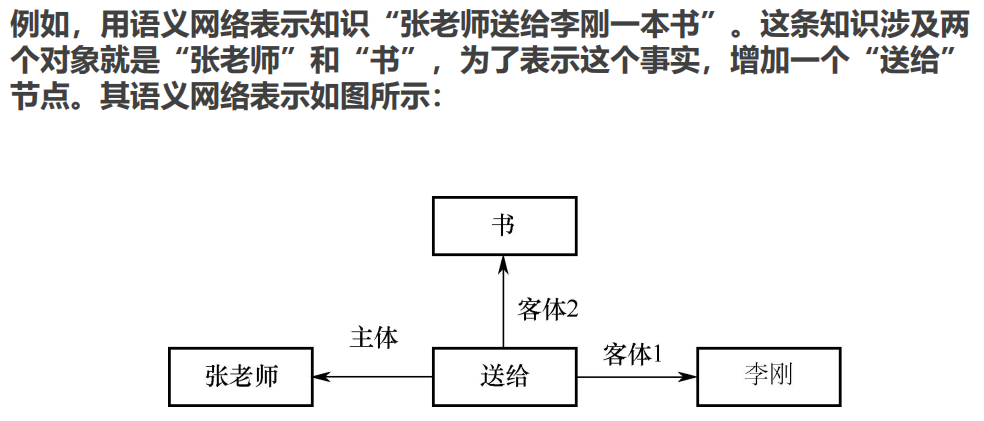 例如，用语义网络表示知识“张老师送给李刚一本书”。这条知识涉及两
个对象就是“张老师”和“书”，为了表示这个事实，增加一个“送给”
节点。其语义网络表示如图所示：
书
客体2
主体
客体1
张老师
送给
李刚